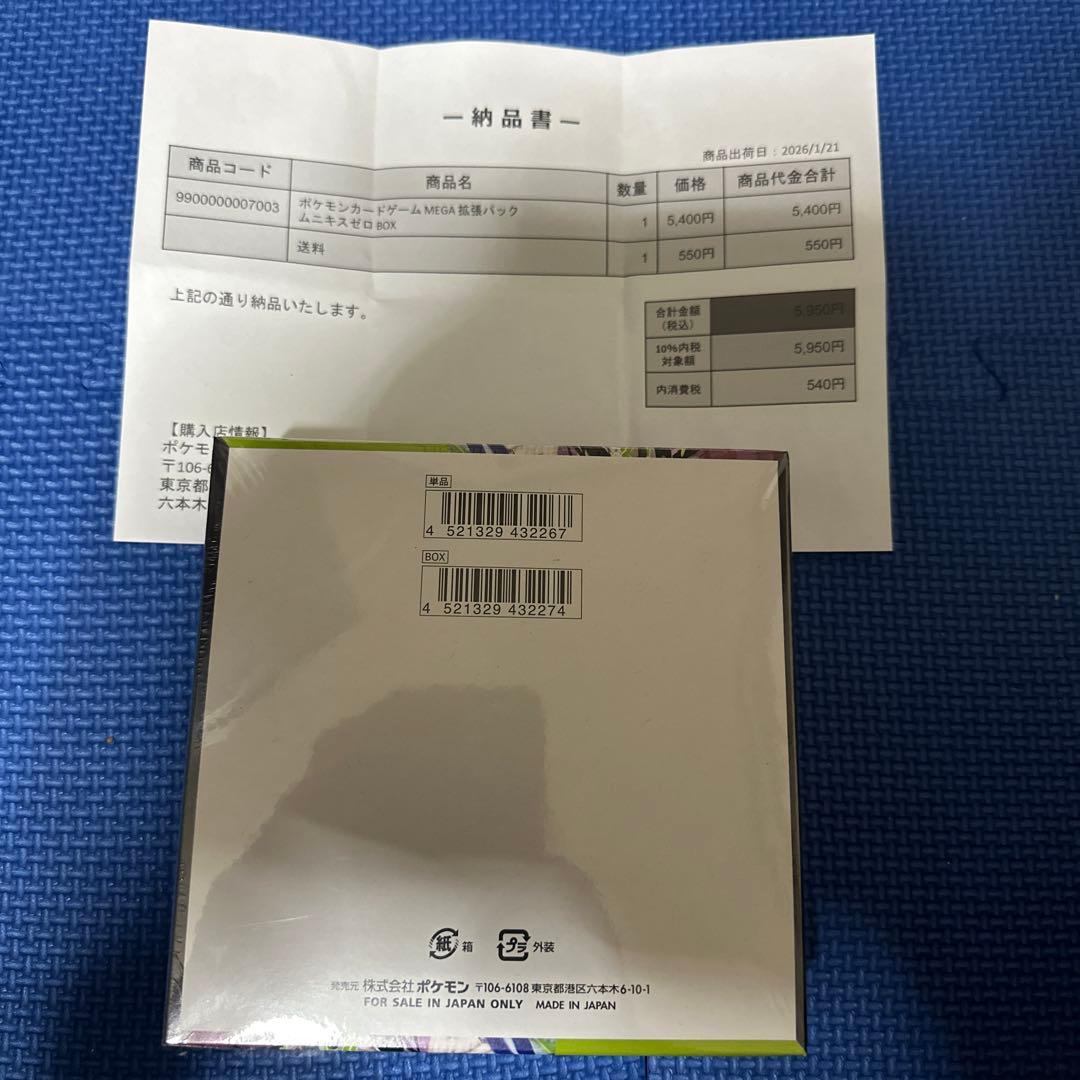 ー納品書ー
商品出荷日：2026/1/21
商品コード 商品名 数量 価格 商品代金合計
9900000007003 ポケモンカードゲーム MEGA 拡張パック
ムニキスゼロ BOX 1 5,400円 5,400円
送料 1 550円 550円
上記の通り納品いたします。
合計金額
（税込） 5,950円
10%内税
対象額 5,950円
内消費税 540円
【購入店情報】
ポケモ
〒106-6
東京都
六本木
単品
4 521329 432267
BOX
4 521329 432274
紙 箱 プラ 外装
発売元 株式会社ポケモン 〒106-6108 東京都港区六本木6-10-1
FOR SALE IN JAPAN ONLY MADE IN JAPAN